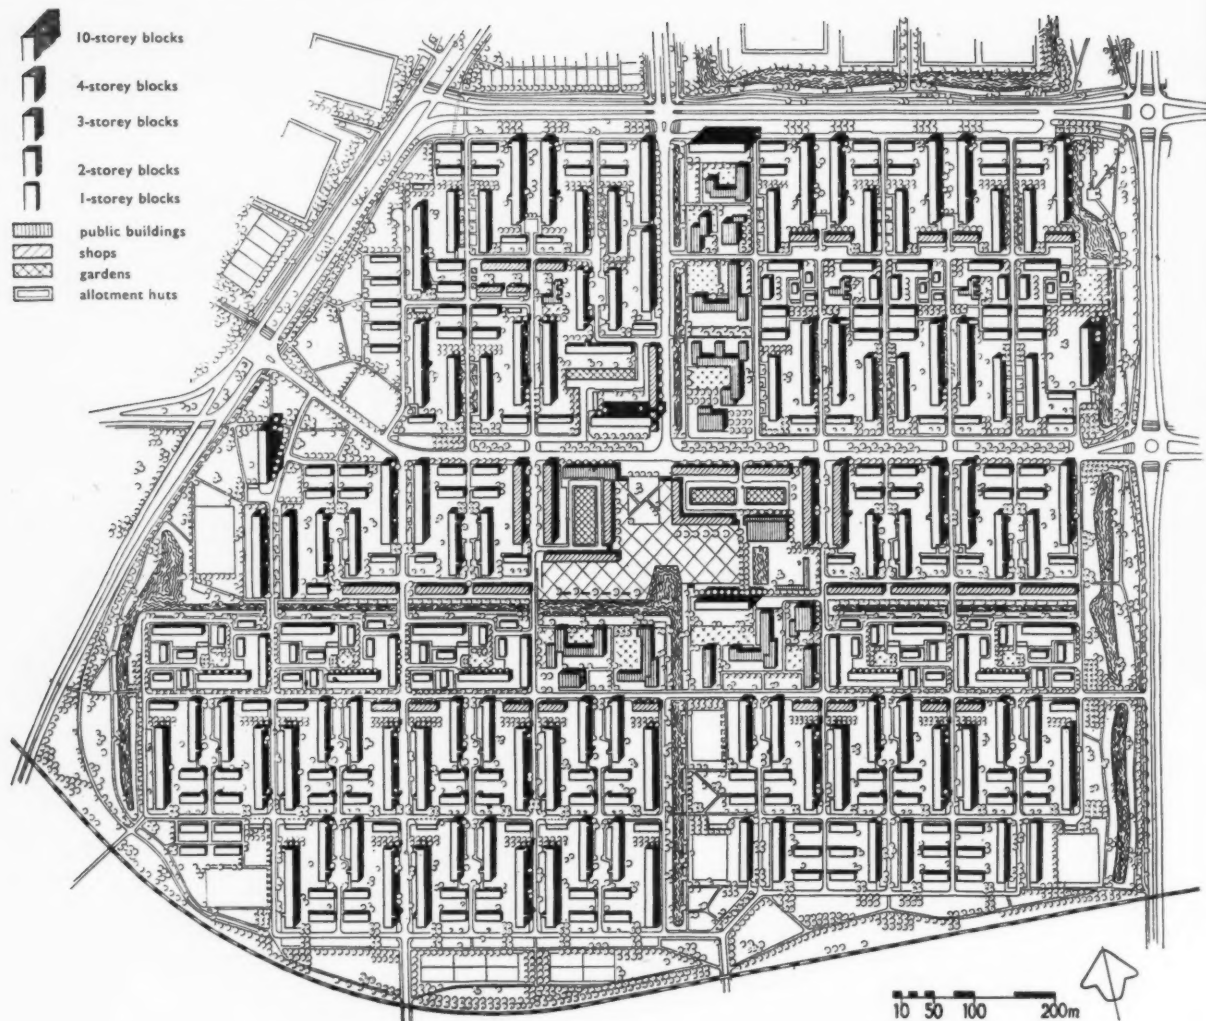 10-storey blocks
4-storey blocks
3-storey blocks
2-storey blocks
1-storey blocks
public buildings
shops
gardens
allotment huts
10 50 100 200m